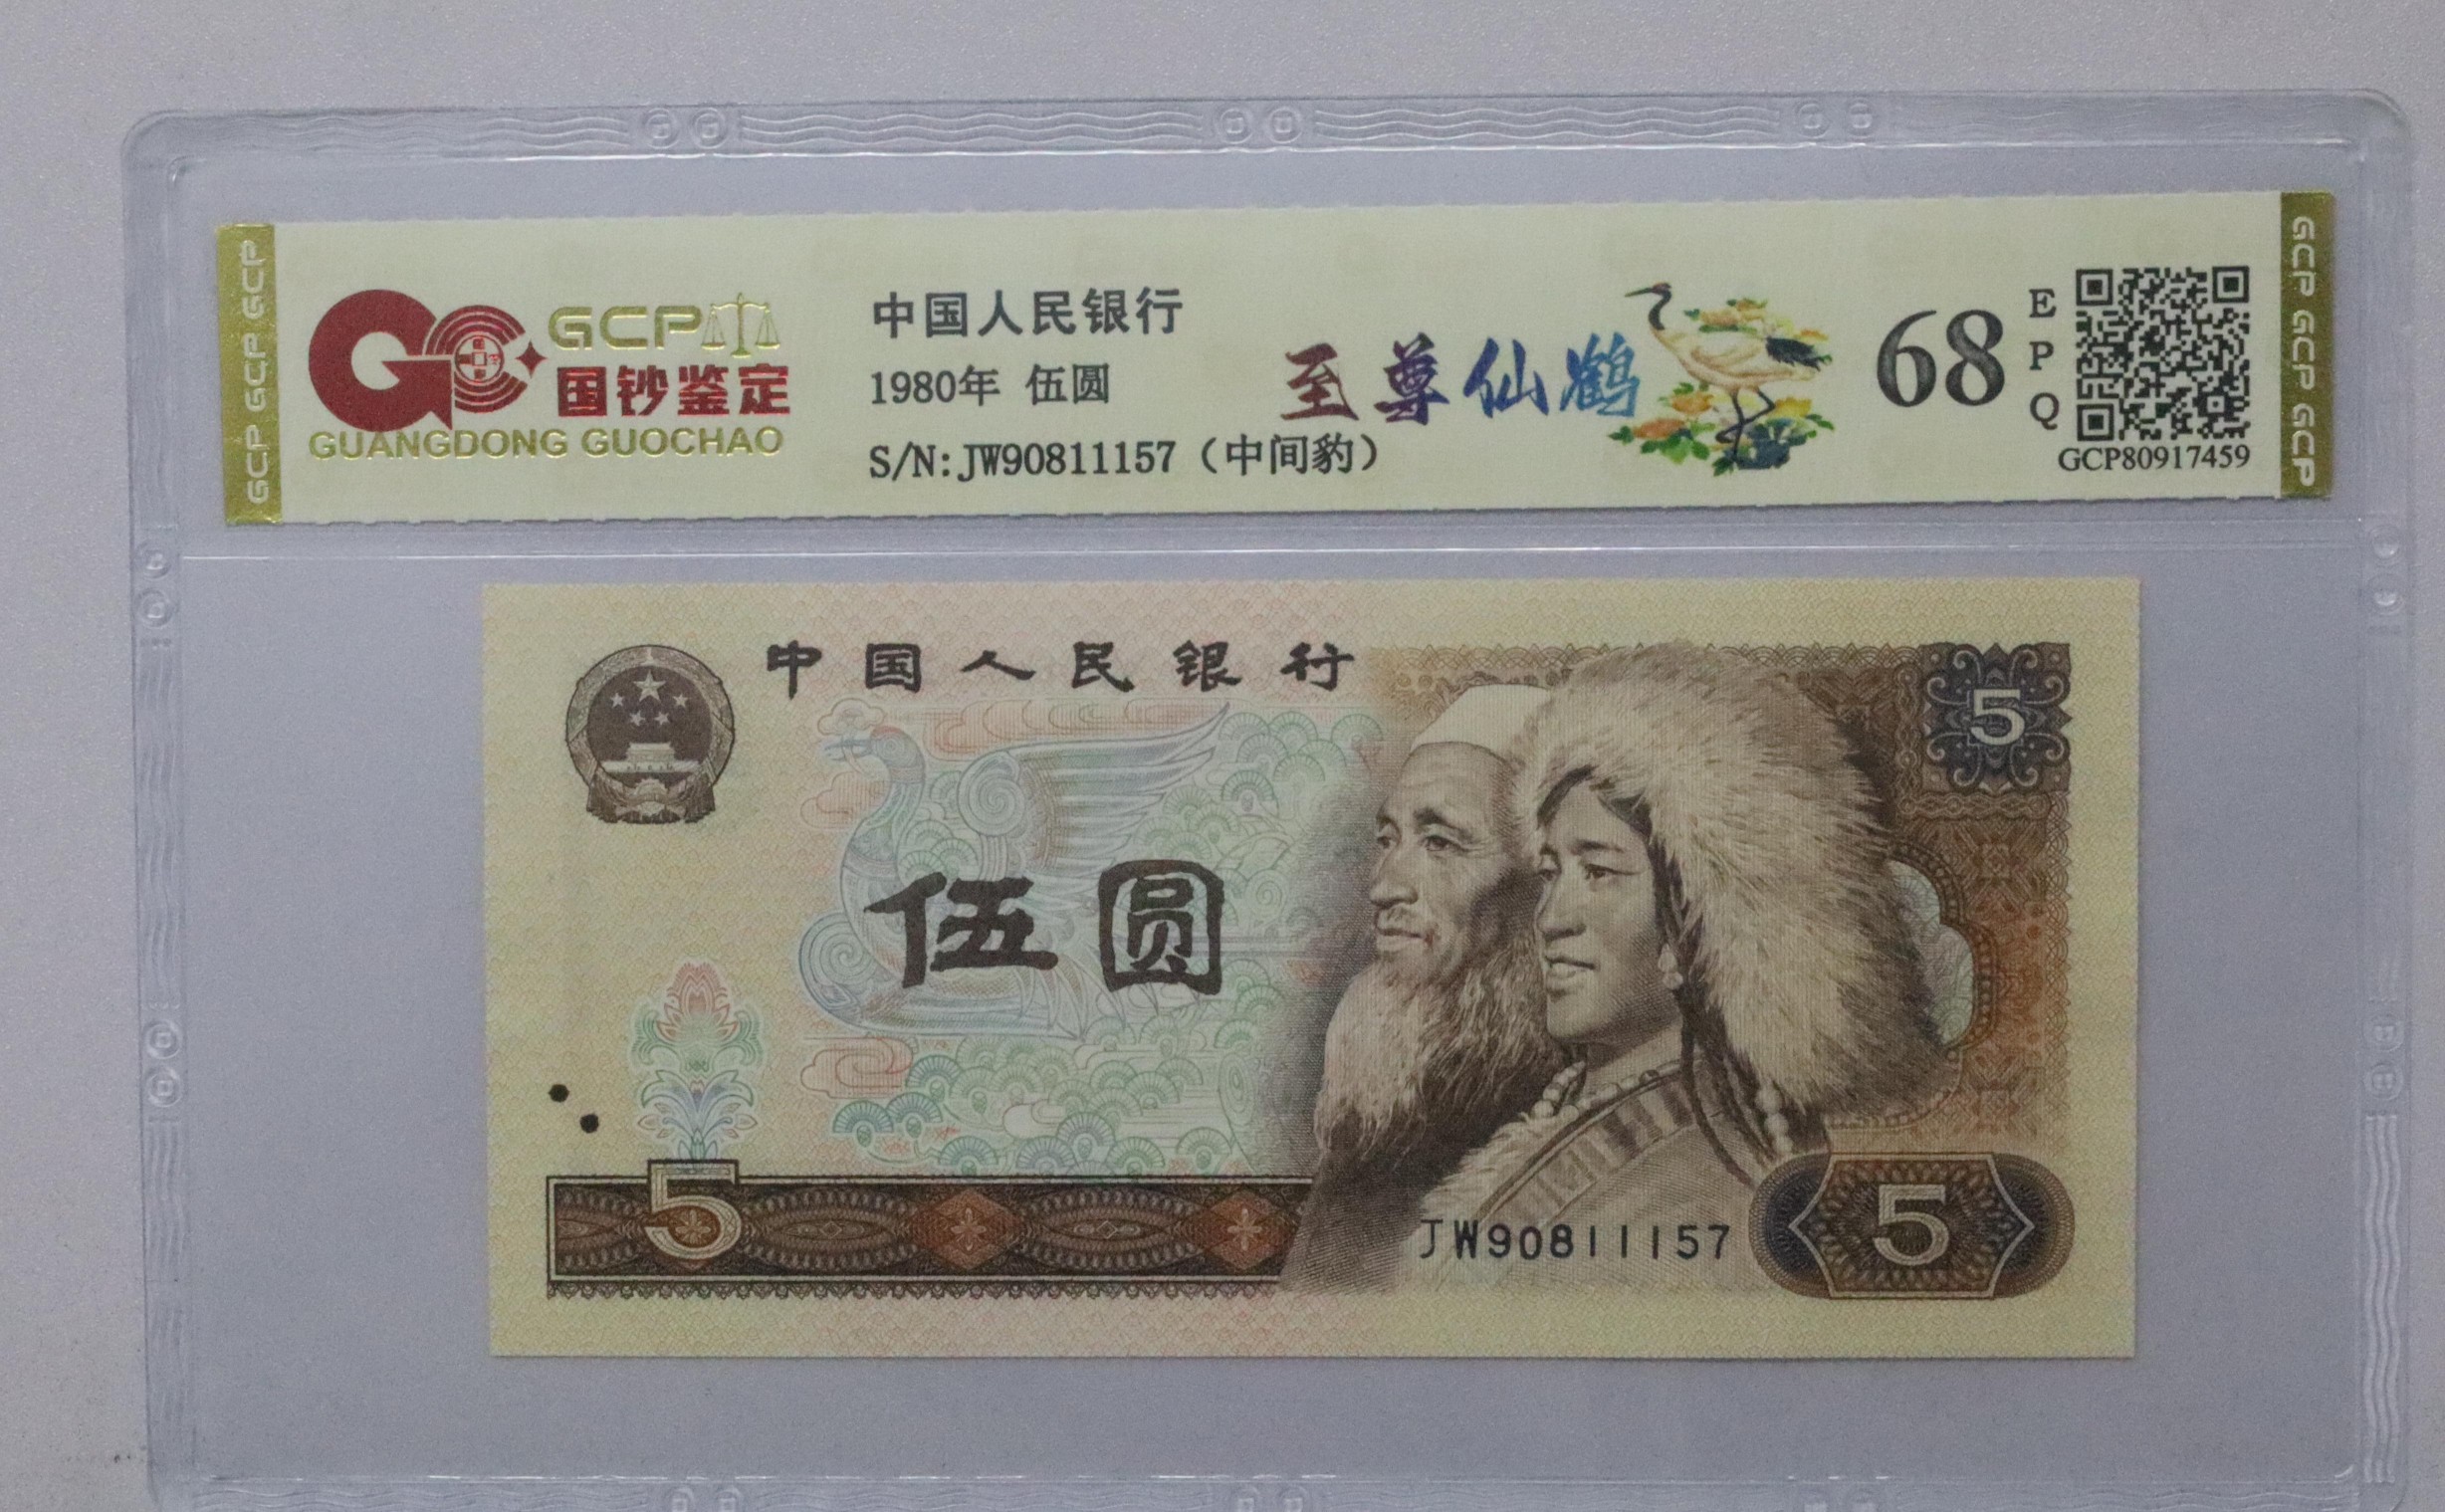 GCP GCP GCP
GCP
国钞鉴定
GUANGDONG GUOCHAO
中国人民银行
1980年 伍圆
S/N:JW90811157（中间豹）
至尊仙鹤
68
E
P
Q
GCP80917459
GCP GCP GCP
中国人民银行
5
伍圆
5
JW90811157
5